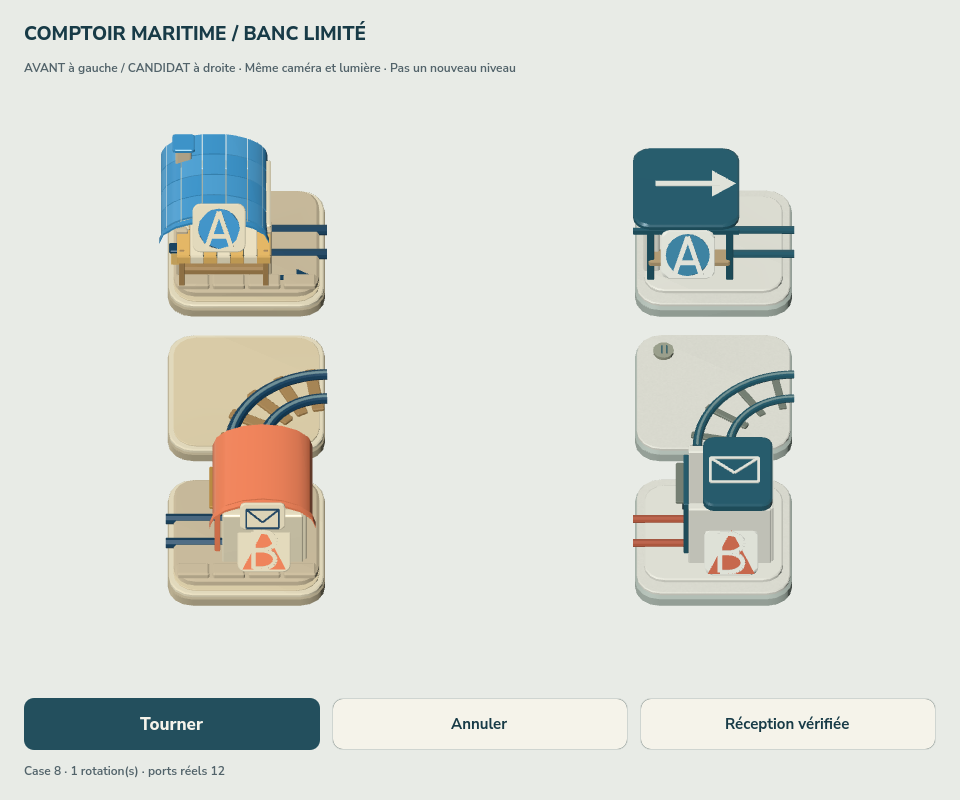 COMPTOIR MARITIME / BANC LIMITÉ
AVANT à gauche / CANDIDAT à droite · Même caméra et lumière · Pas un nouveau niveau
A
A
B
B
Tourner
Annuler
Réception vérifiée
Case 8 · 1 rotation(s) · ports réels 12